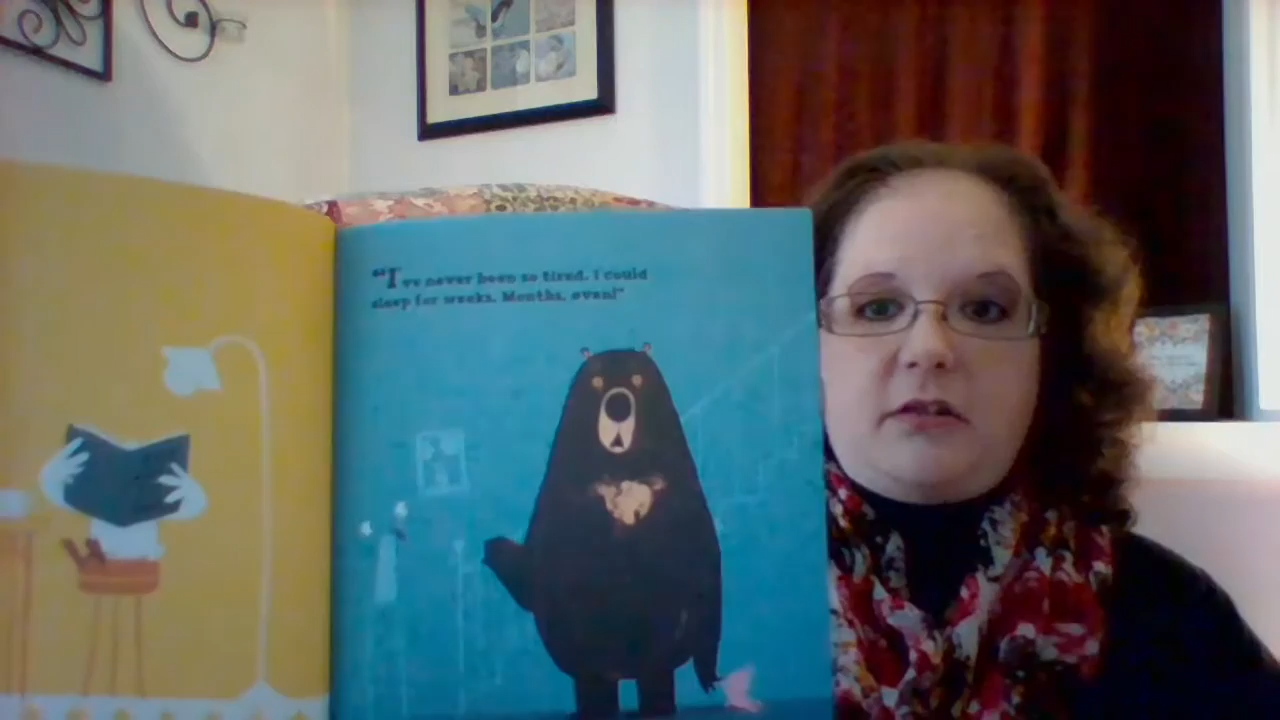 “I've never been so tired. I could
sleep for weeks. Months, even!”